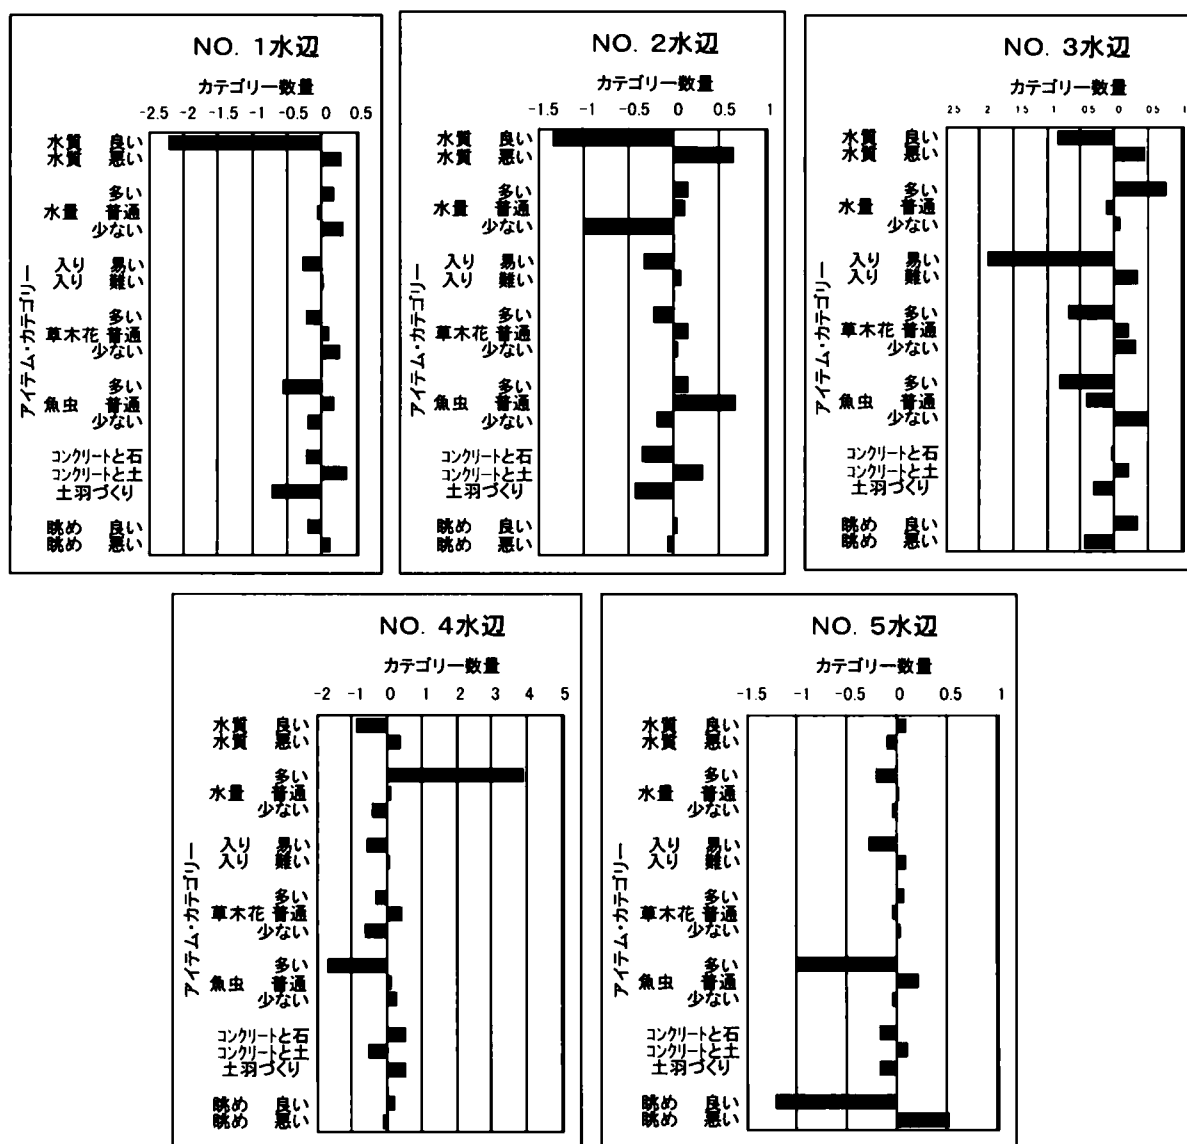 NO. 1水辺
カテゴリー数量
-2.5 -2 -1.5 -1 -0.5 0 0.5
水質 良い
水質 悪い
多い
水量 普通
少ない
入り 易い
入り 難い
多い
草木花 普通
少ない
多い
魚虫 普通
少ない
コンクリートと石
コンクリートと土
土羽づくり
眺め 良い
眺め 悪い
アイテム・カテゴリー
NO. 2水辺
カテゴリー数量
-1.5 -1 -0.5 0 0.5 1
水質 良い
水質 悪い
多い
水量 普通
少ない
入り 易い
入り 難い
多い
草木花 普通
少ない
多い
魚虫 普通
少ない
コンクリートと石
コンクリートと土
土羽づくり
眺め 良い
眺め 悪い
アイテム・カテゴリー
NO. 3水辺
カテゴリー数量
25 2 15 1 05 0 05 1
水質 良い
水質 悪い
多い
水量 普通
少ない
入り 易い
入り 難い
多い
草木花 普通
少ない
多い
魚虫 普通
少ない
コンクリートと石
コンクリートと土
土羽づくり
眺め 良い
眺め 悪い
アイテム・カテゴリー
NO. 4水辺
カテゴリー数量
-2 -1 0 1 2 3 4 5
水質 良い
水質 悪い
多い
水量 普通
少ない
入り 易い
入り 難い
多い
草木花 普通
少ない
多い
魚虫 普通
少ない
コンクリートと石
コンクリートと土
土羽づくり
眺め 良い
眺め 悪い
アイテム・カテゴリー
NO. 5水辺
カテゴリー数量
-1.5 -1 -0.5 0 0.5 1
水質 良い
水質 悪い
多い
水量 普通
少ない
入り 易い
入り 難い
多い
草木花 普通
少ない
多い
魚虫 普通
少ない
コンクリートと石
コンクリートと土
土羽づくり
眺め 良い
眺め 悪い
アイテム・カテゴリー